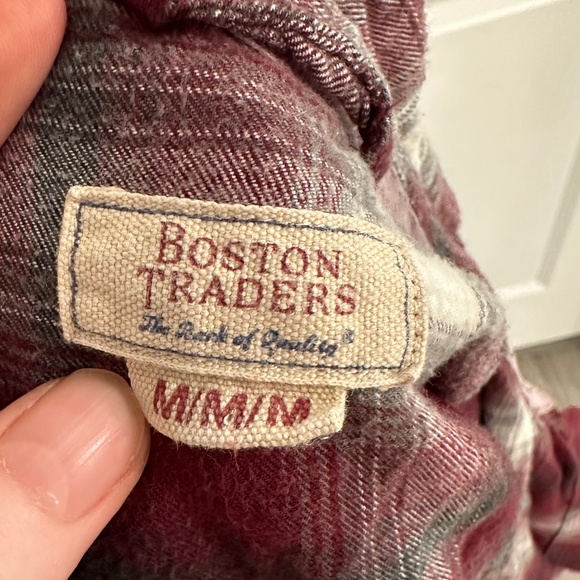 BOSTON
TRADERS
The Mark of Quality®
M/M/M